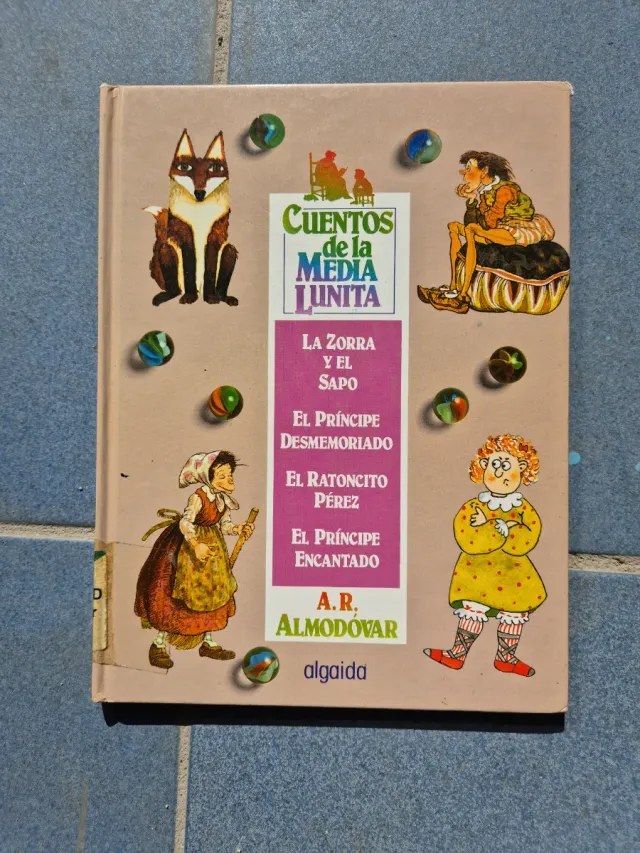 CUENTOS
de la
MEDIA
LUNITA
LA ZORRA
Y EL
SAPO
EL PRÍNCIPE
DESMEMORIADO
EL RATONCITO
PÉREZ
EL PRÍNCIPE
ENCANTADO
A.R.
ALMODÓVAR
algaida